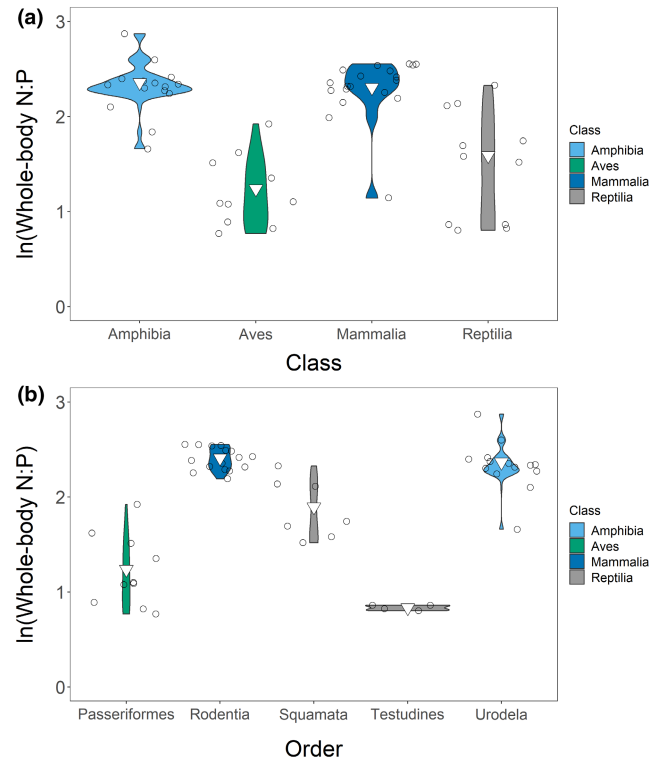 (a)
3
2
1
0
ln(Whole-body N:P
Amphibia Aves Mammalia Reptilia
Class
Class
Amphibia
Aves
Mammalia
Reptilia
(b)
3
2
1
0
ln(Whole-body N:P)
Passeriformes Rodentia Squamata Testudines Urodela
Order
Class
Amphibia
Aves
Mammalia
Reptilia